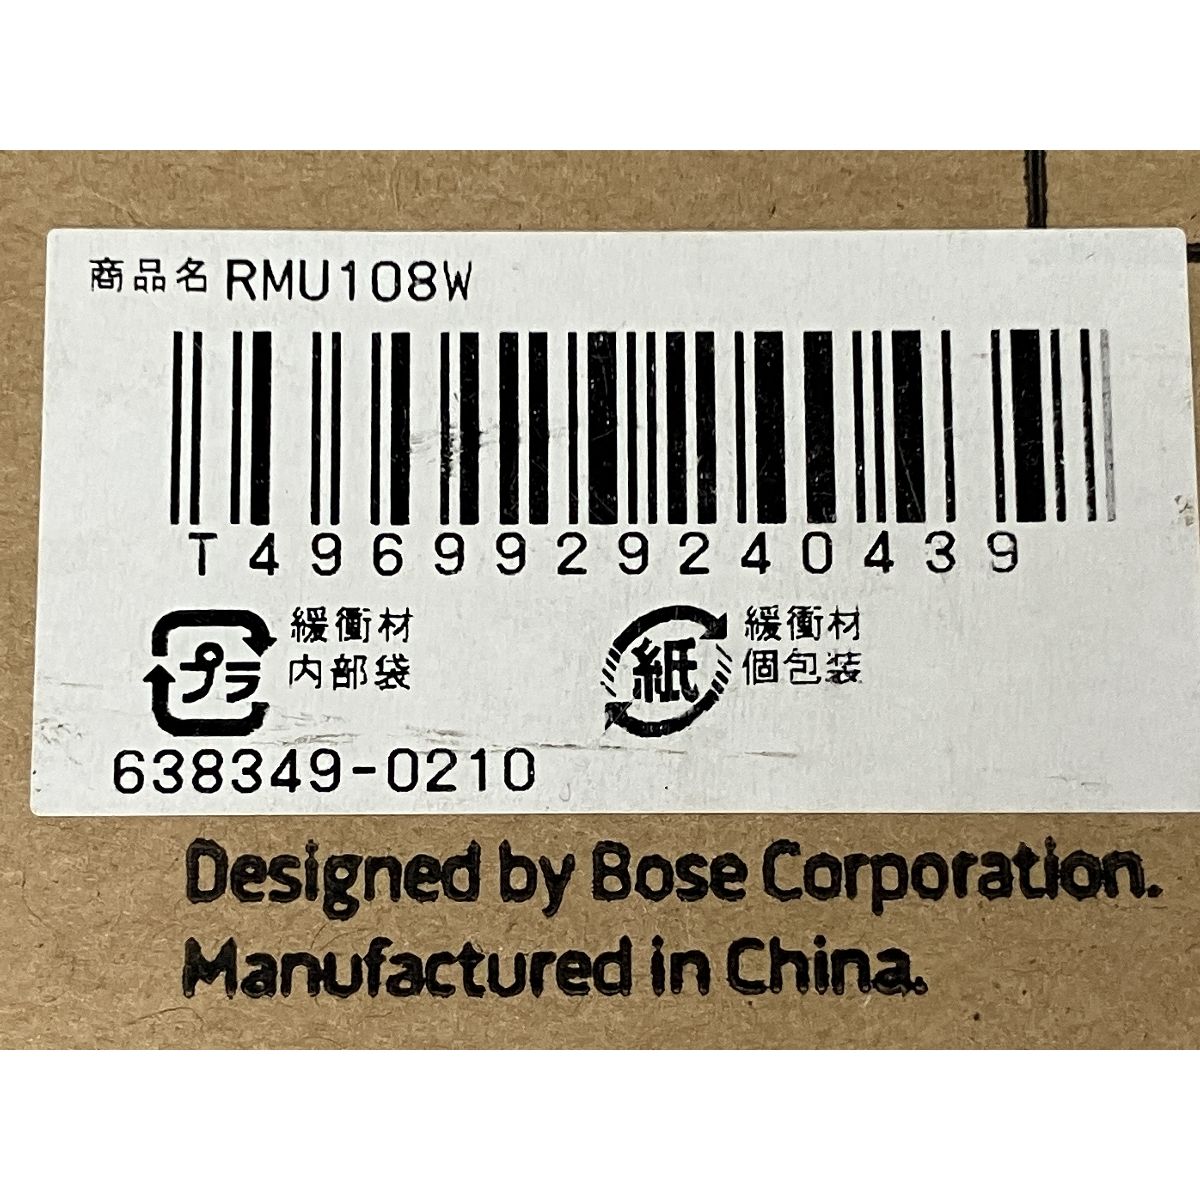 商品名 RMU108W
T4969929240439
プラ 緩衝材 内部袋
紙 緩衝材 個包装
638349-0210
Designed by Bose Corporation.
Manufactured in China.